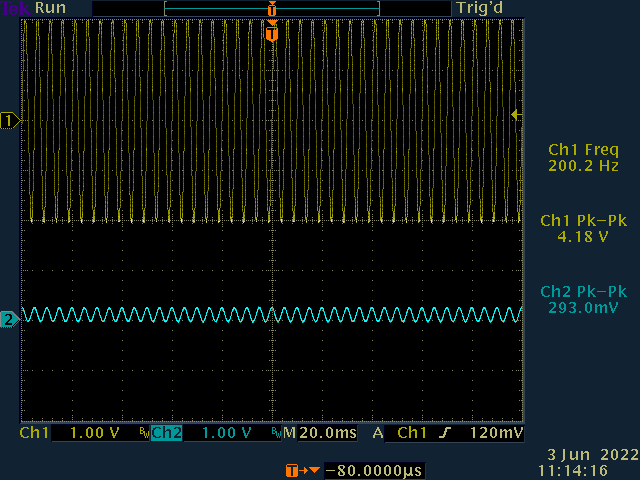 Tek Run Trig'd
T
T
1
Ch1 Freq
200.2 Hz
Ch1 Pk-Pk
4.18 V
Ch2 Pk-Pk
293.0mV
2
Ch1 1.00 V BW Ch2 1.00 V BW M 20.0ms A Ch1 120mV
T -80.0000µs
3 Jun 2022
11:14:16